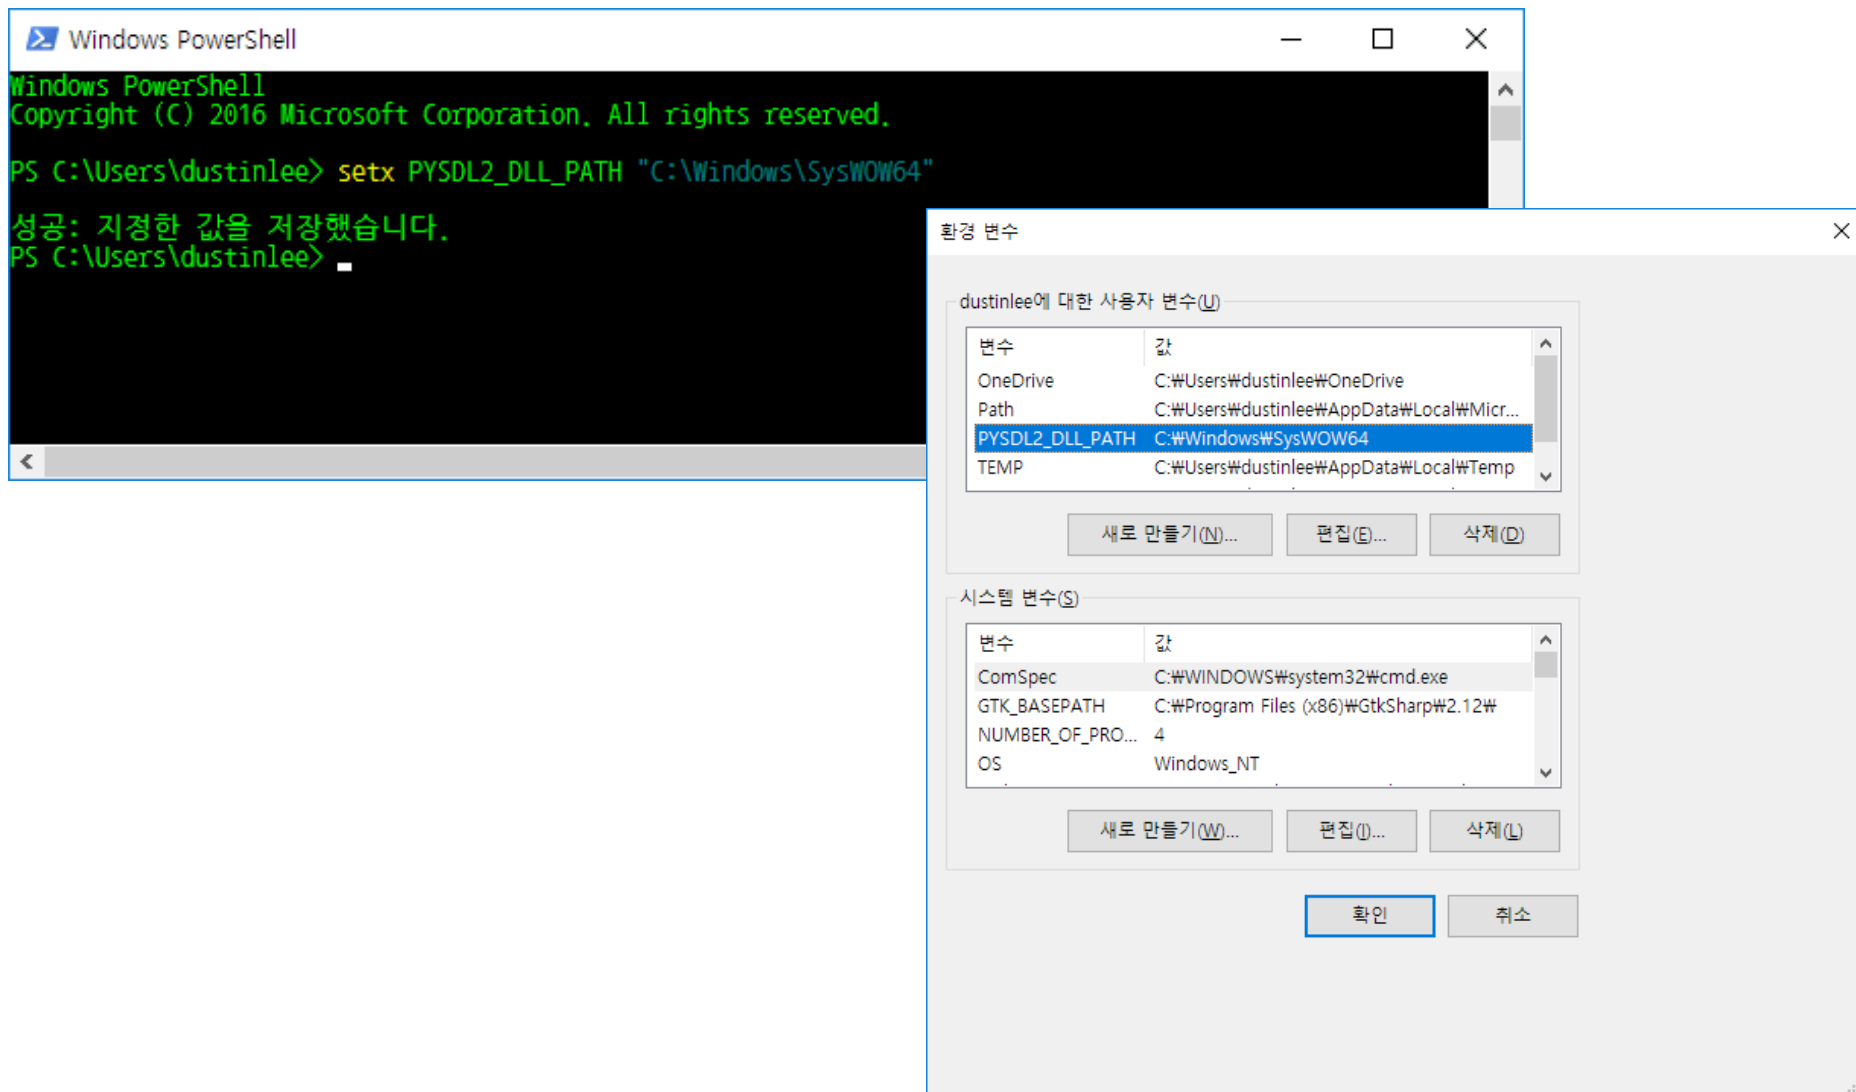 Windows PowerShell
Windows PowerShell
Copyright (C) 2016 Microsoft Corporation. All rights reserved.
PS C:\Users\dustinlee> setx PYSDL2_DLL_PATH "C:\Windows\SysWOW64"
성공: 지정한 값을 저장했습니다.
PS C:\Users\dustinlee>
환경 변수
dustinlee에 대한 사용자 변수(U)
변수 값
OneDrive C:₩Users₩dustinlee₩OneDrive
Path C:₩Users₩dustinlee₩AppData₩Local₩Micr...
PYSDL2_DLL_PATH C:₩Windows₩SysWOW64
TEMP C:₩Users₩dustinlee₩AppData₩Local₩Temp
새로 만들기(N)... 편집(E)... 삭제(D)
시스템 변수(S)
변수 값
ComSpec C:₩WINDOWS₩system32₩cmd.exe
GTK_BASEPATH C:₩Program Files (x86)₩GtkSharp₩2.12₩
NUMBER_OF_PRO... 4
OS Windows_NT
새로 만들기(W)... 편집(I)... 삭제(L)
확인 취소